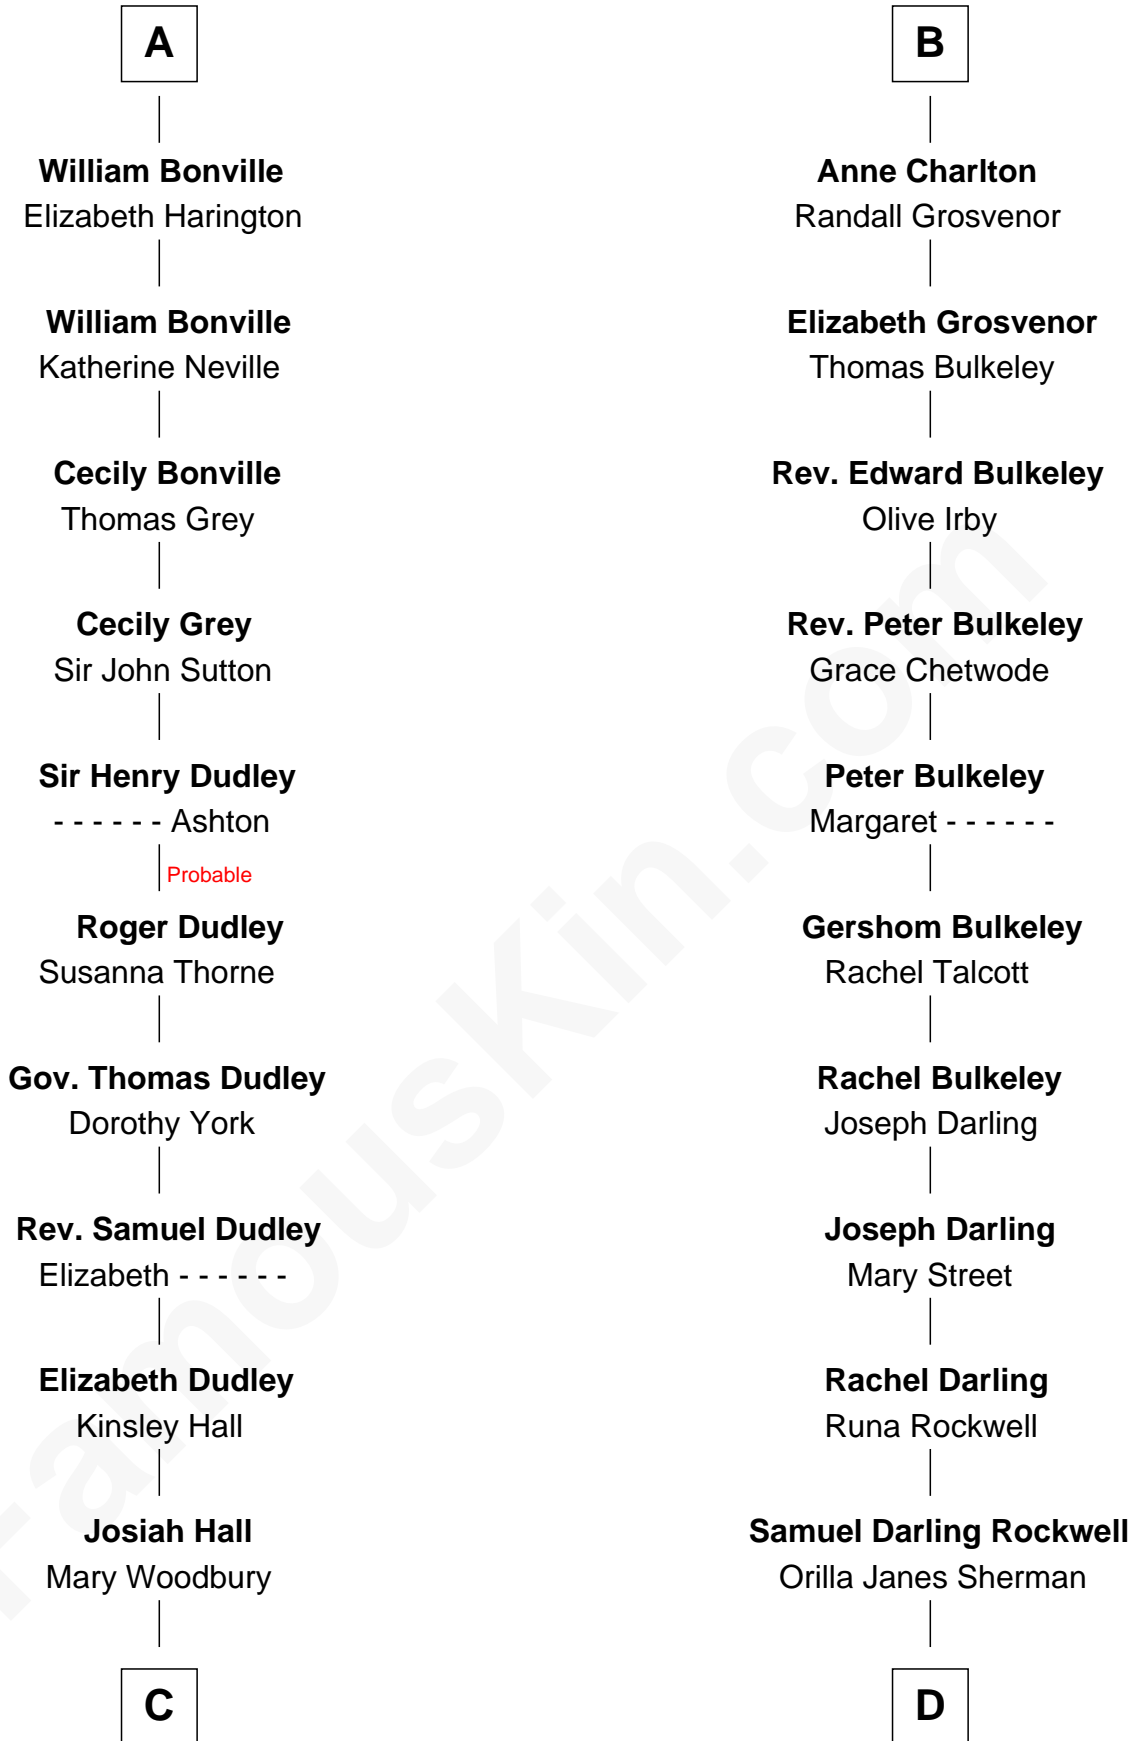 A
William Bonville
Elizabeth Harington
William Bonville
Katherine Neville
Cecily Bonville
Thomas Grey
Cecily Grey
Sir John Sutton
Sir Henry Dudley
- - - - - - Ashton
Probable
Roger Dudley
Susanna Thorne
Gov. Thomas Dudley
Dorothy York
Rev. Samuel Dudley
Elizabeth - - - - - -
Elizabeth Dudley
Kinsley Hall
Josiah Hall
Mary Woodbury
C
B
Anne Charlton
Randall Grosvenor
Elizabeth Grosvenor
Thomas Bulkeley
Rev. Edward Bulkeley
Olive Irby
Rev. Peter Bulkeley
Grace Chetwode
Peter Bulkeley
Margaret - - - - - -
Gershom Bulkeley
Rachel Talcott
Rachel Bulkeley
Joseph Darling
Joseph Darling
Mary Street
Rachel Darling
Runa Rockwell
Samuel Darling Rockwell
Orilla Janes Sherman
D
FamousKin.com